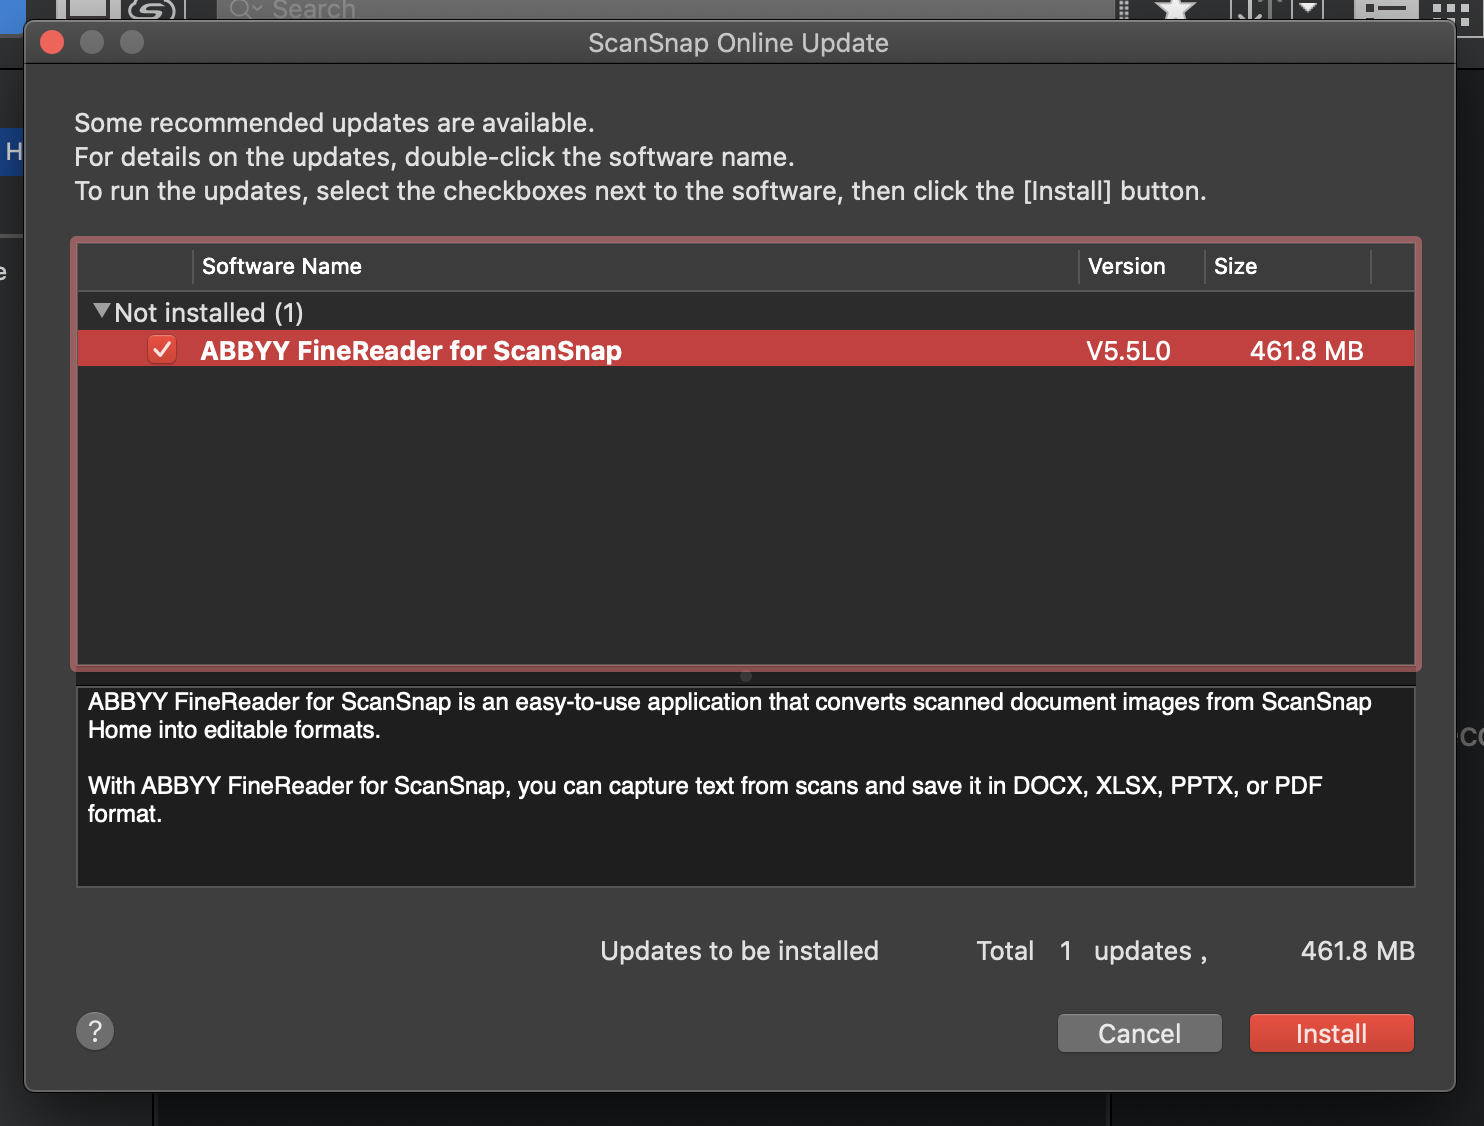 Search
ScanSnap Online Update
Some recommended updates are available.
For details on the updates, double-click the software name.
To run the updates, select the checkboxes next to the software, then click the [Install] button.
Software Name Version Size
Not installed (1)
ABBYY FineReader for ScanSnap V5.5L0 461.8 MB
ABBYY FineReader for ScanSnap is an easy-to-use application that converts scanned document images from ScanSnap
Home into editable formats.
With ABBYY FineReader for ScanSnap, you can capture text from scans and save it in DOCX, XLSX, PPTX, or PDF
format.
Updates to be installed Total 1 updates , 461.8 MB
? Cancel Install